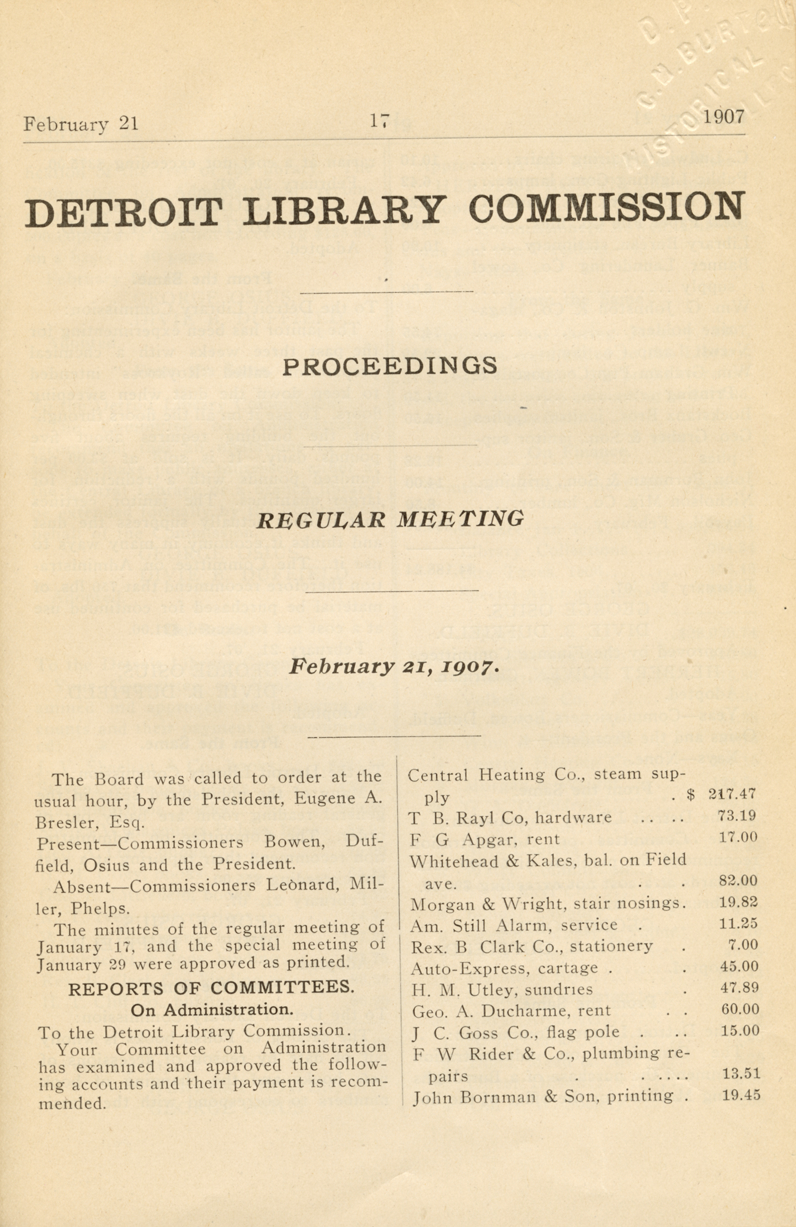 D. P.
C. M. BURTON
HISTORICAL
February 21 17 1907
DETROIT LIBRARY COMMISSION
PROCEEDINGS
REGULAR MEETING
February 21, 1907.
The Board was called to order at the
usual hour, by the President, Eugene A.
Bresler, Esq.
Present—Commissioners Bowen, Duf-
field, Osius and the President.
Absent—Commissioners Leònard, Mil-
ler, Phelps.
The minutes of the regular meeting of
January 17, and the special meeting of
January 29 were approved as printed.
REPORTS OF COMMITTEES.
On Administration.
To the Detroit Library Commission.
Your Committee on Administration
has examined and approved the follow-
ing accounts and their payment is recom-
mended.
Central Heating Co., steam sup-
ply . $ 217.47
T B. Rayl Co, hardware .. .. 73.19
F G Apgar, rent 17.00
Whitehead & Kales, bal. on Field
ave. . . 82.00
Morgan & Wright, stair nosings. 19.82
Am. Still Alarm, service . 11.25
Rex. B Clark Co., stationery . 7.00
Auto-Express, cartage . . 45.00
H. M. Utley, sundries . 47.89
Geo. A. Ducharme, rent . . 60.00
J C. Goss Co., flag pole . .. 15.00
F W Rider & Co., plumbing re-
pairs . . .... 13.51
John Bornman & Son, printing . 19.45